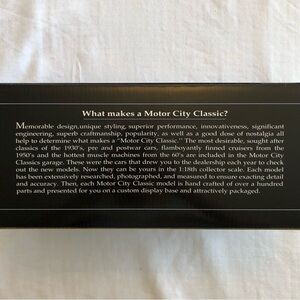 What makes a Motor City Classic?
Memorable design,unique styling, superior performance, innovativeness, significant
engineering, superb craftmanship, popularity, as well as a good dose of nostalgia all
help to determine what makes a "Motor City Classic." The most desirable, sought after
classics of the 1930's, pre and postwar cars, flamboyantly finned cruisers from the
1950's and the hottest muscle machines from the 60's are included in the Motor City
Classics garage. These were the cars that drew you to the dealership each year to check
out the new models. Now they can be yours in the 1:18th collector scale. Each model
has been extensively researched, photographed, and measured to ensure exacting detail
and accuracy. Then, each Motor City Classic model is hand crafted of over a hundred
parts and presented for you on a custom display base and attractively packaged.